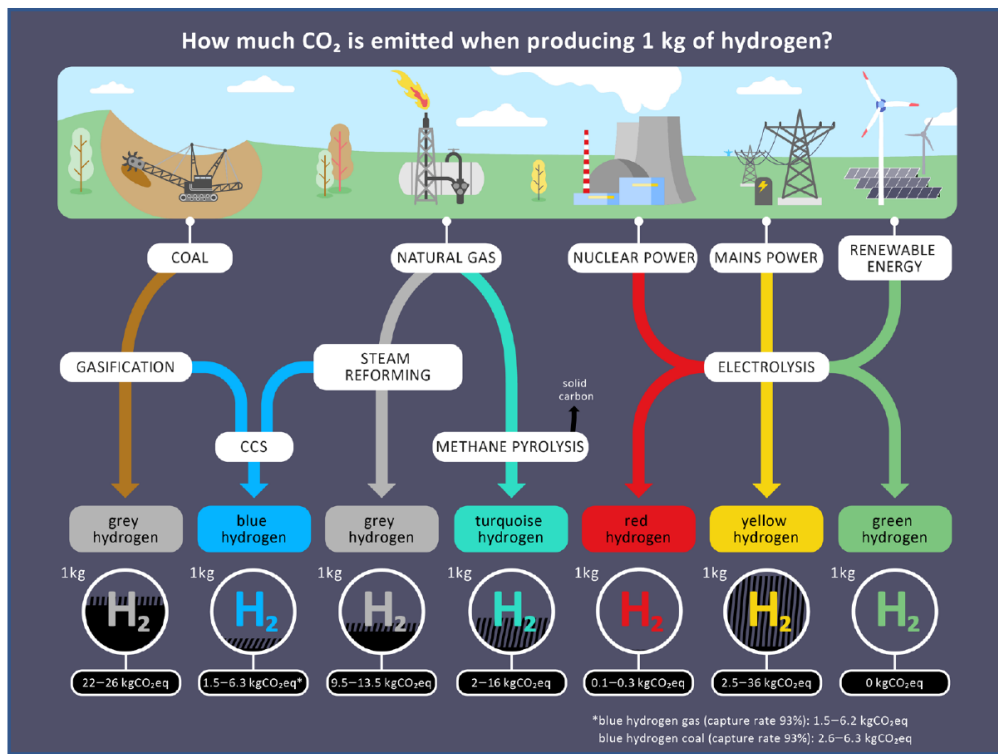 How much CO₂ is emitted when producing 1 kg of hydrogen?
COAL
NATURAL GAS
NUCLEAR POWER
MAINS POWER
RENEWABLE
ENERGY
GASIFICATION
STEAM
REFORMING
ELECTROLYSIS
solid
carbon
CCS
METHANE PYROLYSIS
grey
hydrogen
blue
hydrogen
grey
hydrogen
turquoise
hydrogen
red
hydrogen
yellow
hydrogen
green
hydrogen
1kg
H₂
22–26 kgCO₂eq
1kg
H₂
1.5–6.3 kgCO₂eq*
1kg
H₂
9.5–13.5 kgCO₂eq
1kg
H₂
2–16 kgCO₂eq
1kg
H₂
0.1–0.3 kgCO₂eq
1kg
H₂
2.5–36 kgCO₂eq
1kg
H₂
0 kgCO₂eq
*blue hydrogen gas (capture rate 93%): 1.5–6.2 kgCO₂eq
blue hydrogen coal (capture rate 93%): 2.6–6.3 kgCO₂eq